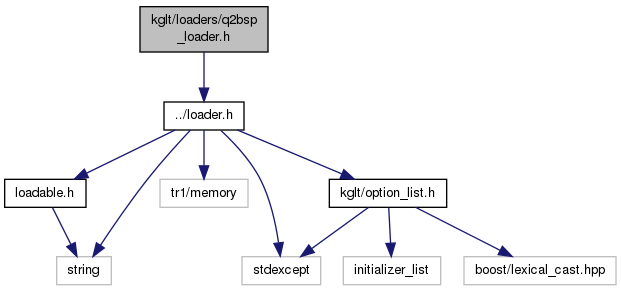 kglt/loaders/q2bsp
_loader.h
../loader.h
loadable.h
tr1/memory
kglt/option_list.h
string
stdexcept
initializer_list
boost/lexical_cast.hpp